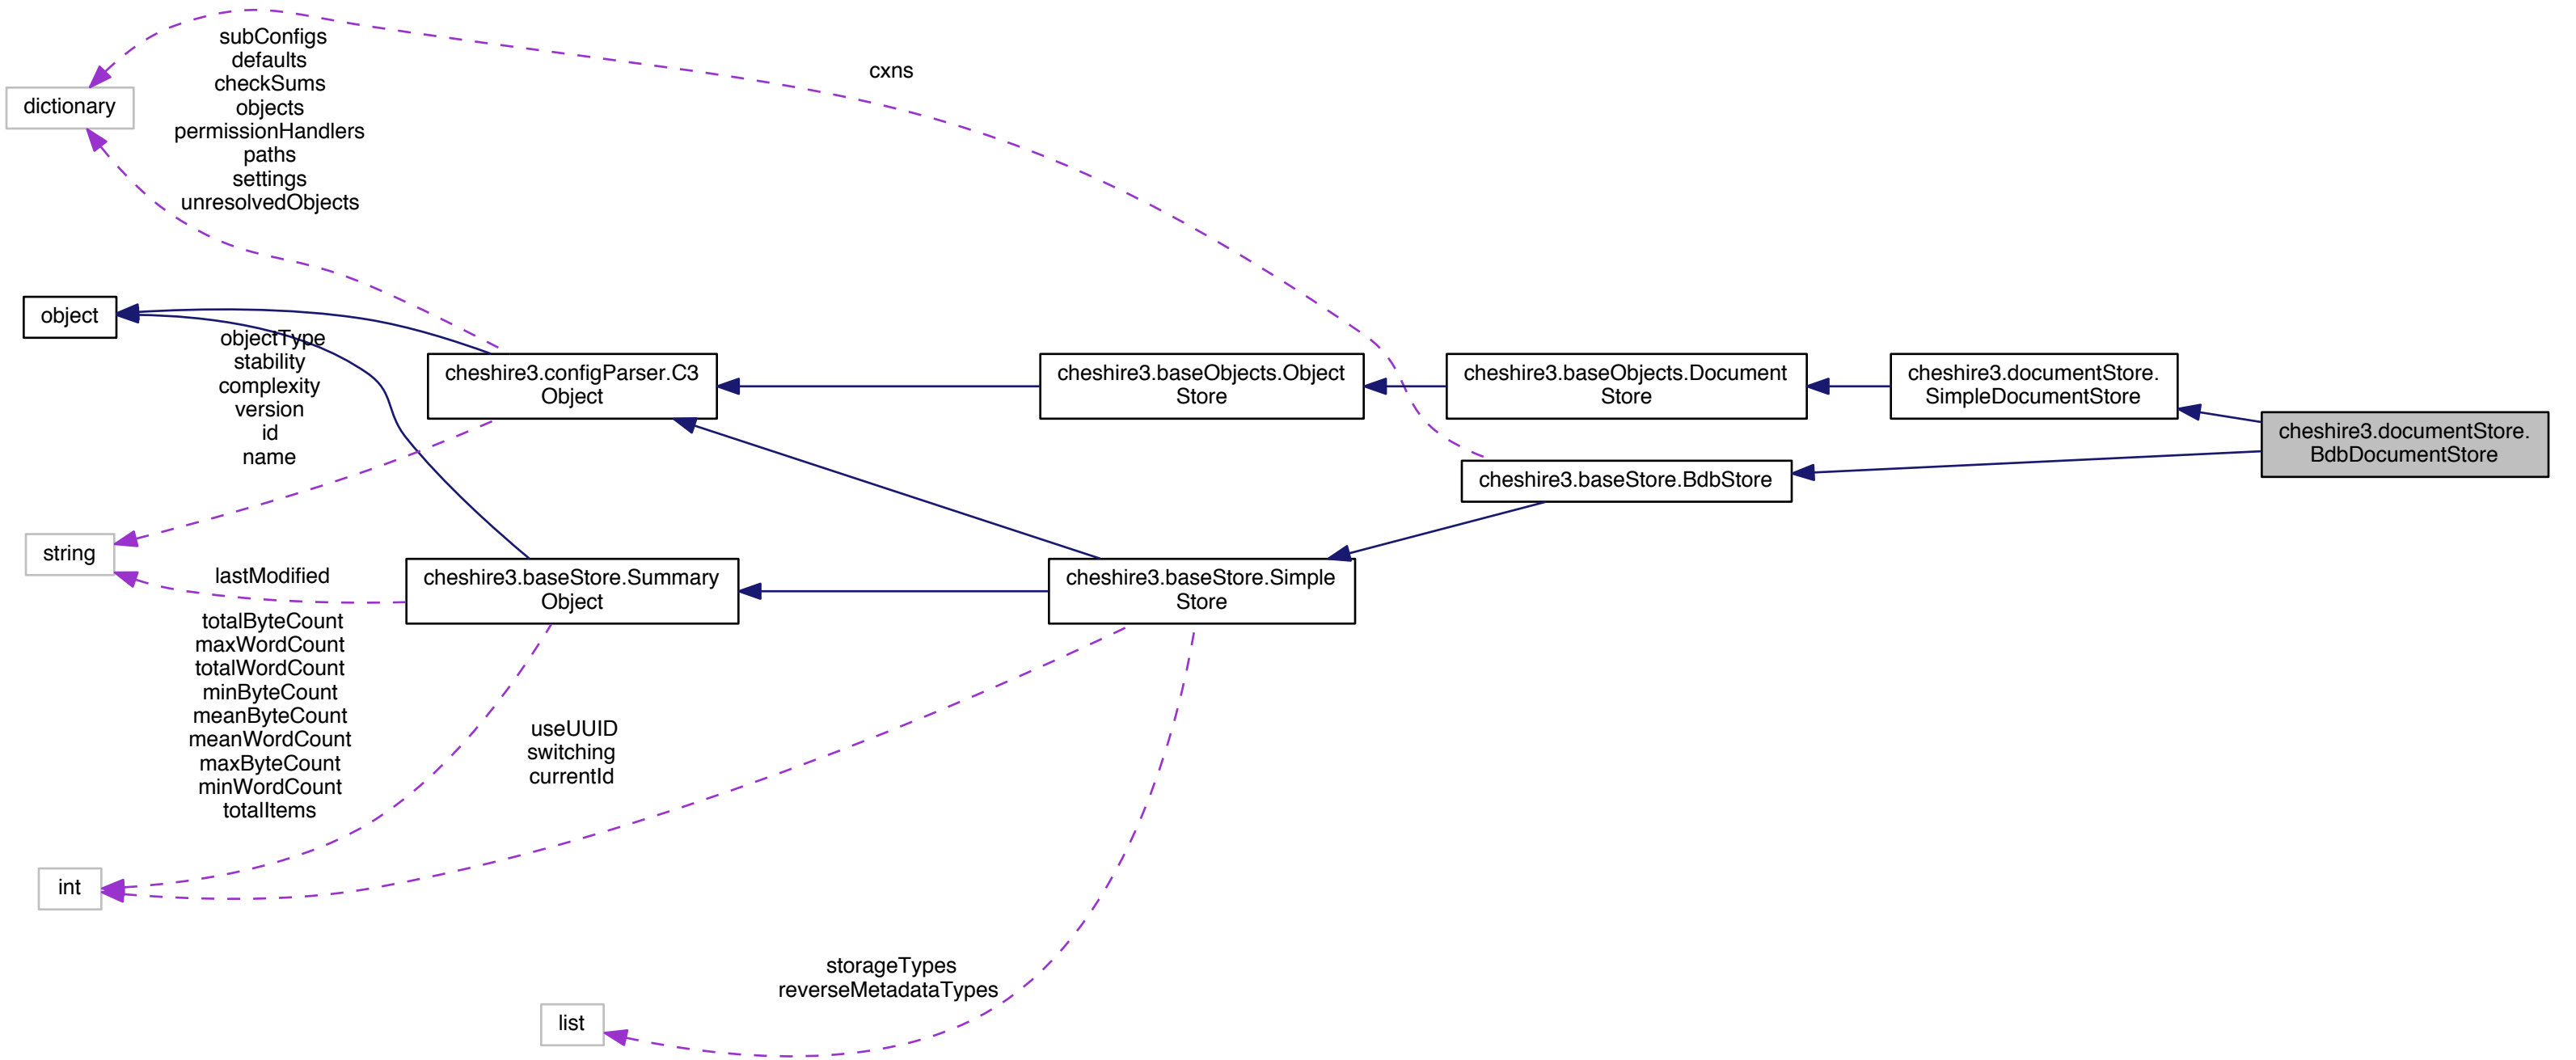 subConfigs
defaults
checkSums
objects
permissionHandlers
paths
settings
unresolvedObjects
cxns
dictionary
object
objectType
stability
complexity
version
id
name
cheshire3.configParser.C3
Object
cheshire3.baseObjects.Object
Store
cheshire3.baseObjects.Document
Store
cheshire3.documentStore.
SimpleDocumentStore
cheshire3.documentStore.
BdbDocumentStore
cheshire3.baseStore.BdbStore
string
lastModified
cheshire3.baseStore.Summary
Object
cheshire3.baseStore.Simple
Store
totalByteCount
maxWordCount
totalWordCount
minByteCount
meanByteCount
meanWordCount
maxByteCount
minWordCount
totalItems
useUUID
switching
currentId
int
storageTypes
reverseMetadataTypes
list